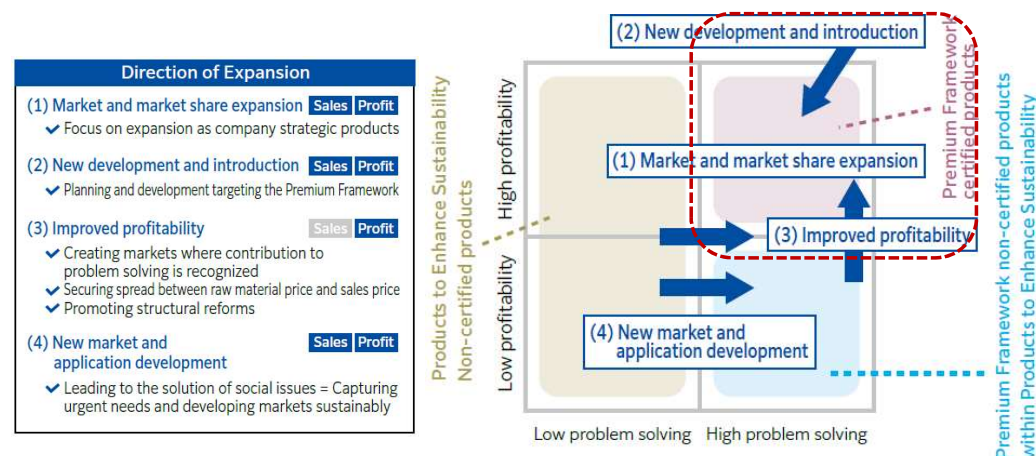 Direction of Expansion
(1) Market and market share expansion Sales Profit
✔ Focus on expansion as company strategic products
(2) New development and introduction Sales Profit
✔ Planning and development targeting the Premium Framework
(3) Improved profitability Sales Profit
✔ Creating markets where contribution to
problem solving is recognized
✔ Securing spread between raw material price and sales price
✔ Promoting structural reforms
(4) New market and
application development Sales Profit
✔ Leading to the solution of social issues = Capturing
urgent needs and developing markets sustainably
Products to Enhance Sustainability
Non-certified products
High profitability
Low profitability
(2) New development and introduction
(1) Market and market share expansion
(3) Improved profitability
(4) New market and
application development
Low problem solving
High problem solving
Premium Framework
certified products
Premium Framework non-certified products
within Products to Enhance Sustainability